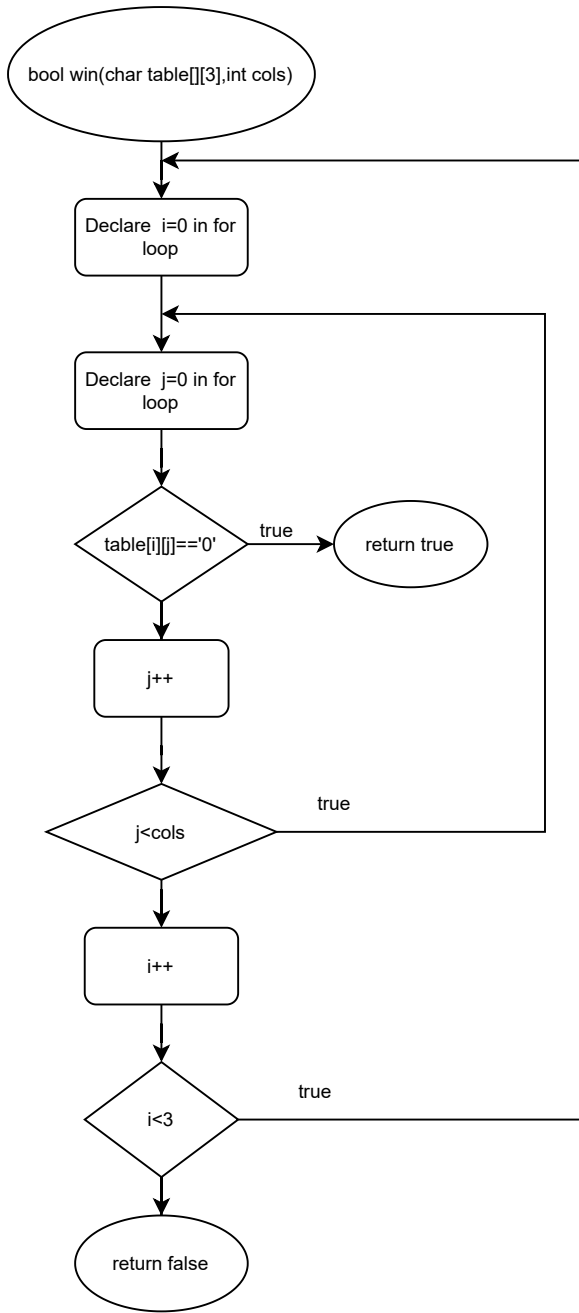 bool win(char table[][3],int cols)
Declare  i=0 in for
loop
Declare  j=0 in for
loop
table[i][j]=='0'
true
return true
j++
true
j<cols
i++
true
i<3
return false